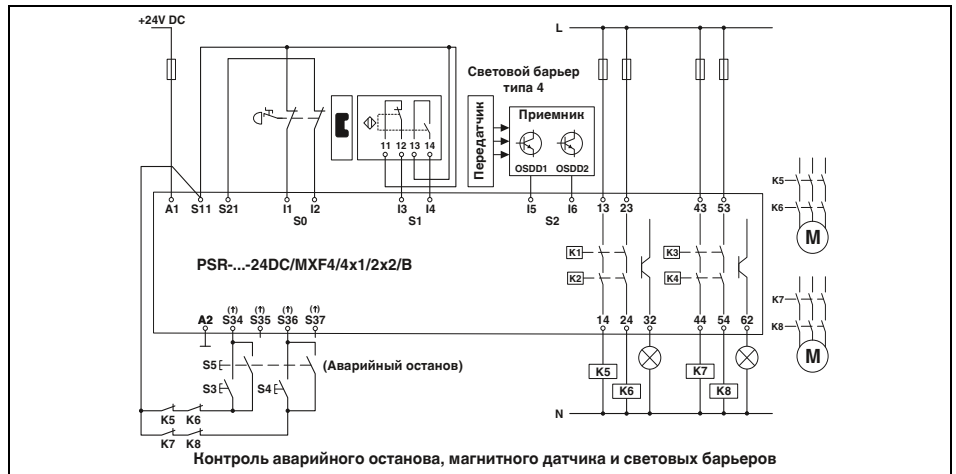 +24V DC
L
Световой барьер
типа 4
Передатчик
Приемник
OSDD1 OSDD2
11 12 13 14
A1 S11 S21 I1 I2 I3 I4 I5 I6 13 23 43 53
S0 S1 S2
K5
K6
M
K1 K3
K2 K4
PSR-...-24DC/MXF4/4x1/2x2/B
K7
K8
M
(↑) (↑) (↑) (↑)
A2 S34 S35 S36 S37 14 24 32 44 54 62
S5 (Аварийный останов)
S3 S4
K5 K7
K6 K8
K5 K6
N
K7 K8
Контроль аварийного останова, магнитного датчика и световых барьеров